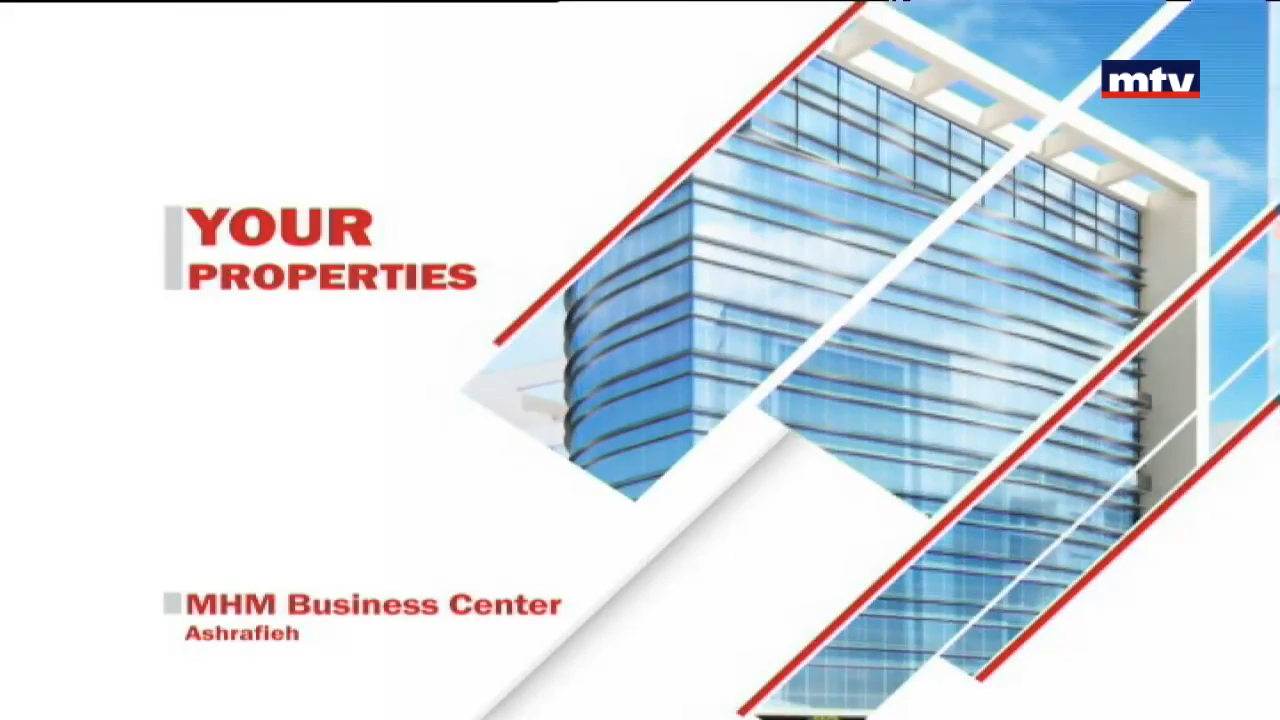 mtv
YOUR
PROPERTIES
MHM Business Center
Ashrafieh